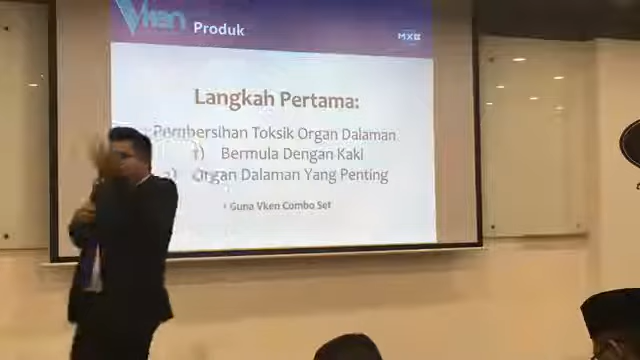 Vken Produk
MXB
Langkah Pertama:
Pembersihan Toksik Organ Dalaman
1) Bermula Dengan Kaki
2) Organ Dalaman Yang Penting
* Guna Vken Combo Set